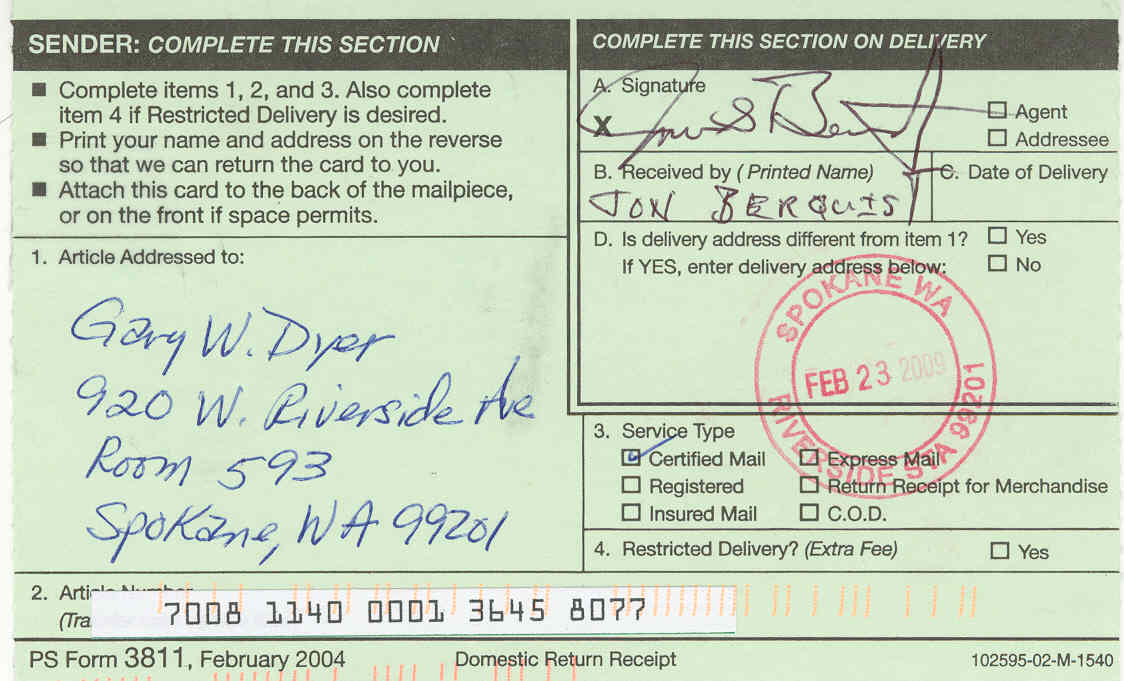 SENDER: COMPLETE THIS SECTION
■ Complete items 1, 2, and 3. Also complete
item 4 if Restricted Delivery is desired.
■ Print your name and address on the reverse
so that we can return the card to you.
■ Attach this card to the back of the mailpiece,
or on the front if space permits.
1. Article Addressed to:
Gary W. Dyer
920 W. Riverside Ave
Room 593
Spokane, WA 99201
COMPLETE THIS SECTION ON DELIVERY
A. Signature
X
☐ Agent
☐ Addressee
B. Received by (Printed Name)
JON BERQUIST
C. Date of Delivery
D. Is delivery address different from item 1? ☐ Yes
If YES, enter delivery address below: ☐ No
SPOKANE WA
FEB 23 2009
RIVERSIDE STA 99201
3. Service Type
☑ Certified Mail ☐ Express Mail
☐ Registered ☐ Return Receipt for Merchandise
☐ Insured Mail ☐ C.O.D.
4. Restricted Delivery? (Extra Fee) ☐ Yes
2. Article Number
(Tra
7008 1140 0001 3645 8077
PS Form 3811, February 2004 Domestic Return Receipt 102595-02-M-1540